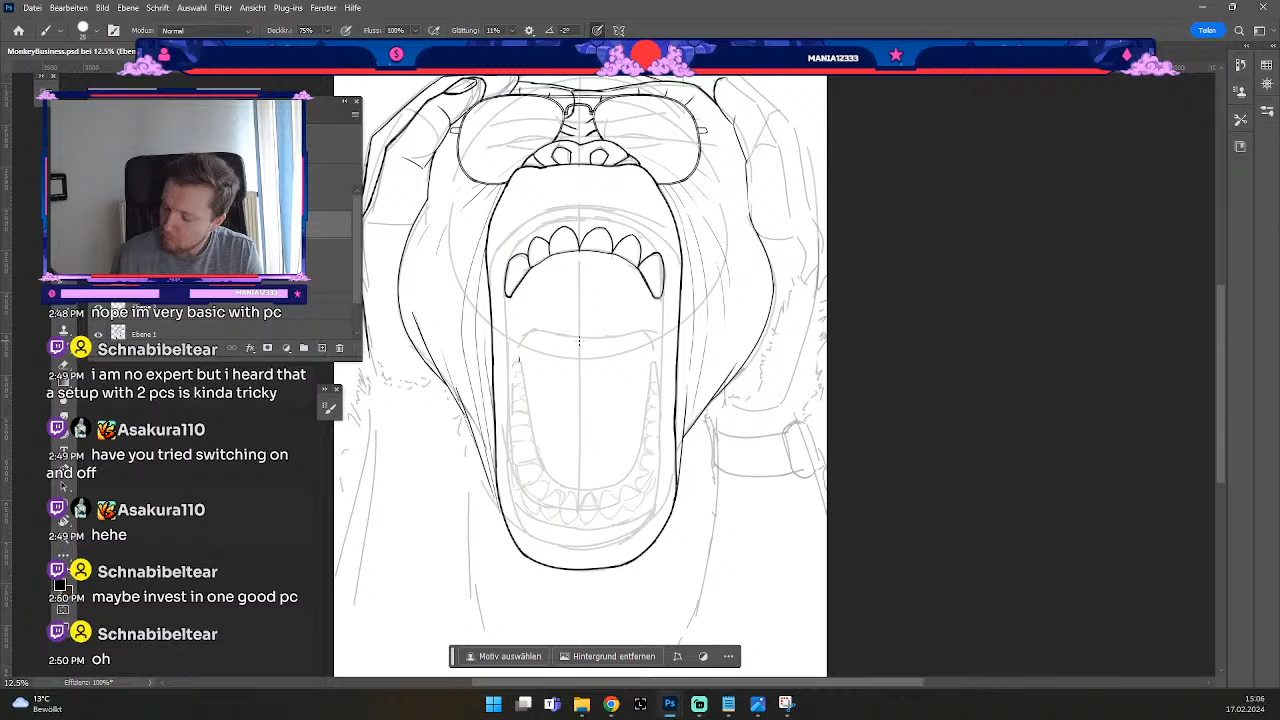 Datei Bearbeiten Bild Ebene Schrift Auswahl Filter Ansicht Plug-ins Fenster Hilfe
Modus: Normal Deckkr.: 75% Fluss: 100% Glättung: 11%
Teilen
MonkeyBusiness.psd bei 12.5%
MANIA12333
MANIA12333
Ebene 1
2:48 PM nope im very basic with pc
Schnabibeltear
2:49 PM i am no expert but i heard that
a setup with 2 pcs is kinda tricky
Asakura110
2:49 PM have you tried switching on
and off
Asakura110
2:49 PM hehe
Schnabibeltear
2:50 PM maybe invest in one good pc
Schnabibeltear
2:50 PM oh
Motiv auswählen Hintergrund entfernen
12.5% Effizienz: 100%*
13°C
Bewölkt
15:06
17.02.2024